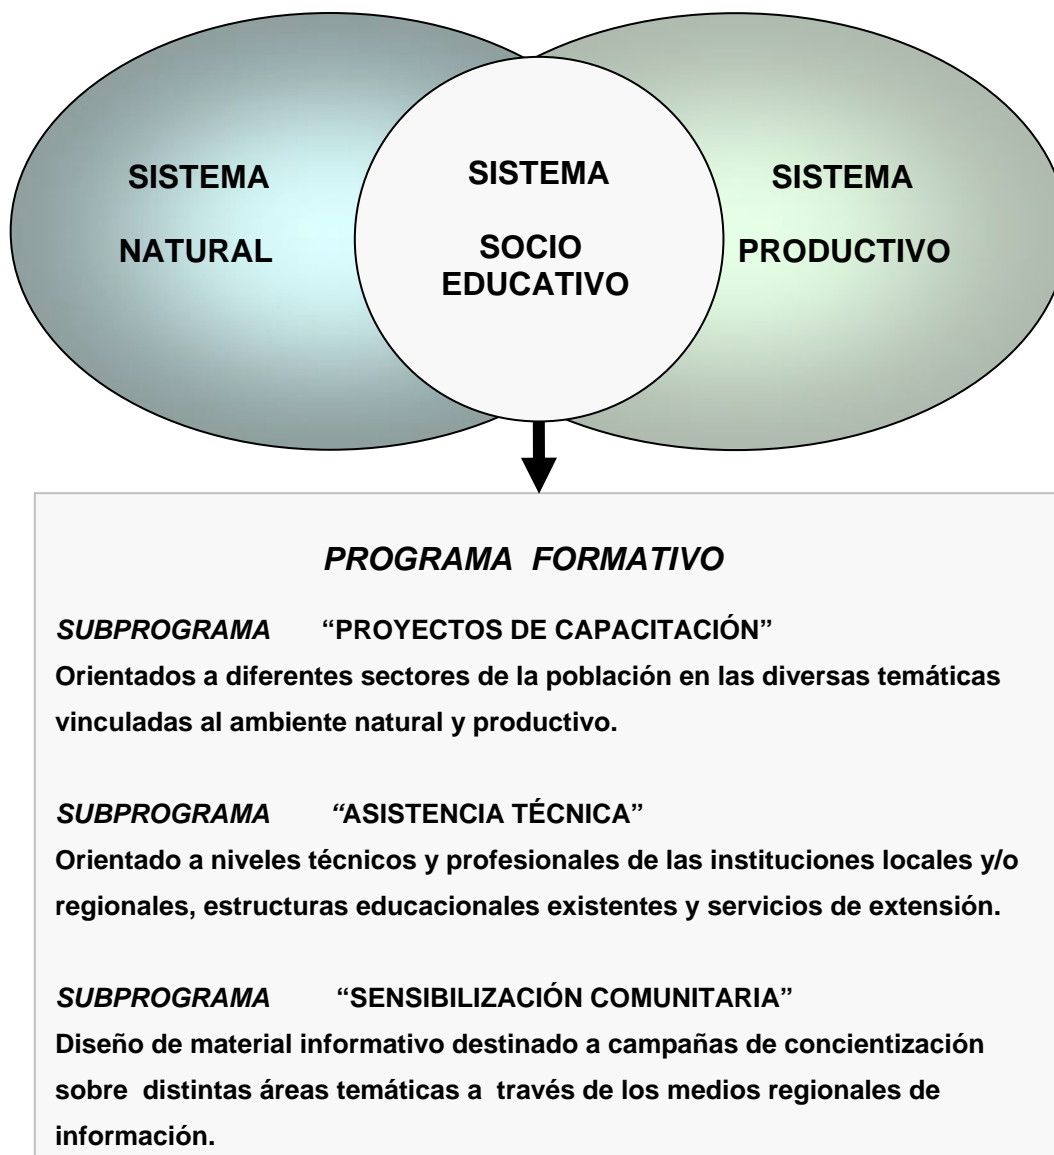 SISTEMA
NATURAL
SISTEMA
SOCIO
EDUCATIVO
SISTEMA
PRODUCTIVO
PROGRAMA FORMATIVO
SUBPROGRAMA “PROYECTOS DE CAPACITACIÓN”
Orientados a diferentes sectores de la población en las diversas temáticas
vinculadas al ambiente natural y productivo.
SUBPROGRAMA “ASISTENCIA TÉCNICA”
Orientado a niveles técnicos y profesionales de las instituciones locales y/o
regionales, estructuras educacionales existentes y servicios de extensión.
SUBPROGRAMA “SENSIBILIZACIÓN COMUNITARIA”
Diseño de material informativo destinado a campañas de concientización
sobre distintas áreas temáticas a través de los medios regionales de
información.